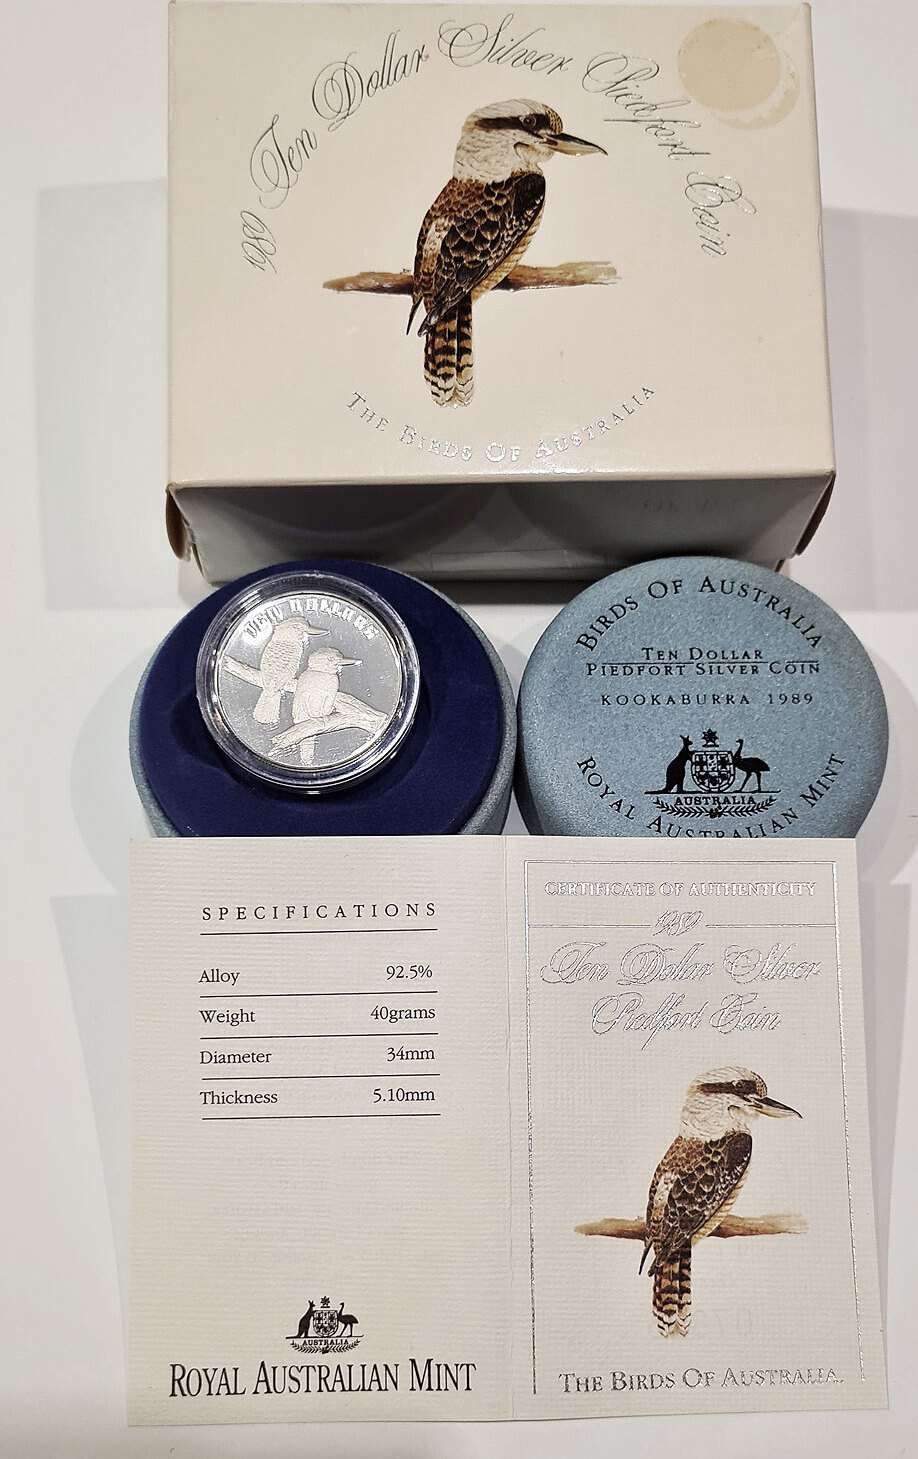 1989 Ten Dollar Silver Piedfort Coin
THE BIRDS OF AUSTRALIA
TEN DOLLARS
BIRDS OF AUSTRALIA
TEN DOLLAR
PIEDFORT SILVER COIN
KOOKABURRA 1989
AUSTRALIA
ROYAL AUSTRALIAN MINT
SPECIFICATIONS
Alloy 92.5%
Weight 40grams
Diameter 34mm
Thickness 5.10mm
AUSTRALIA
ROYAL AUSTRALIAN MINT
CERTIFICATE OF AUTHENTICITY
1989
Ten Dollar Silver
Piedfort Coin
THE BIRDS OF AUSTRALIA